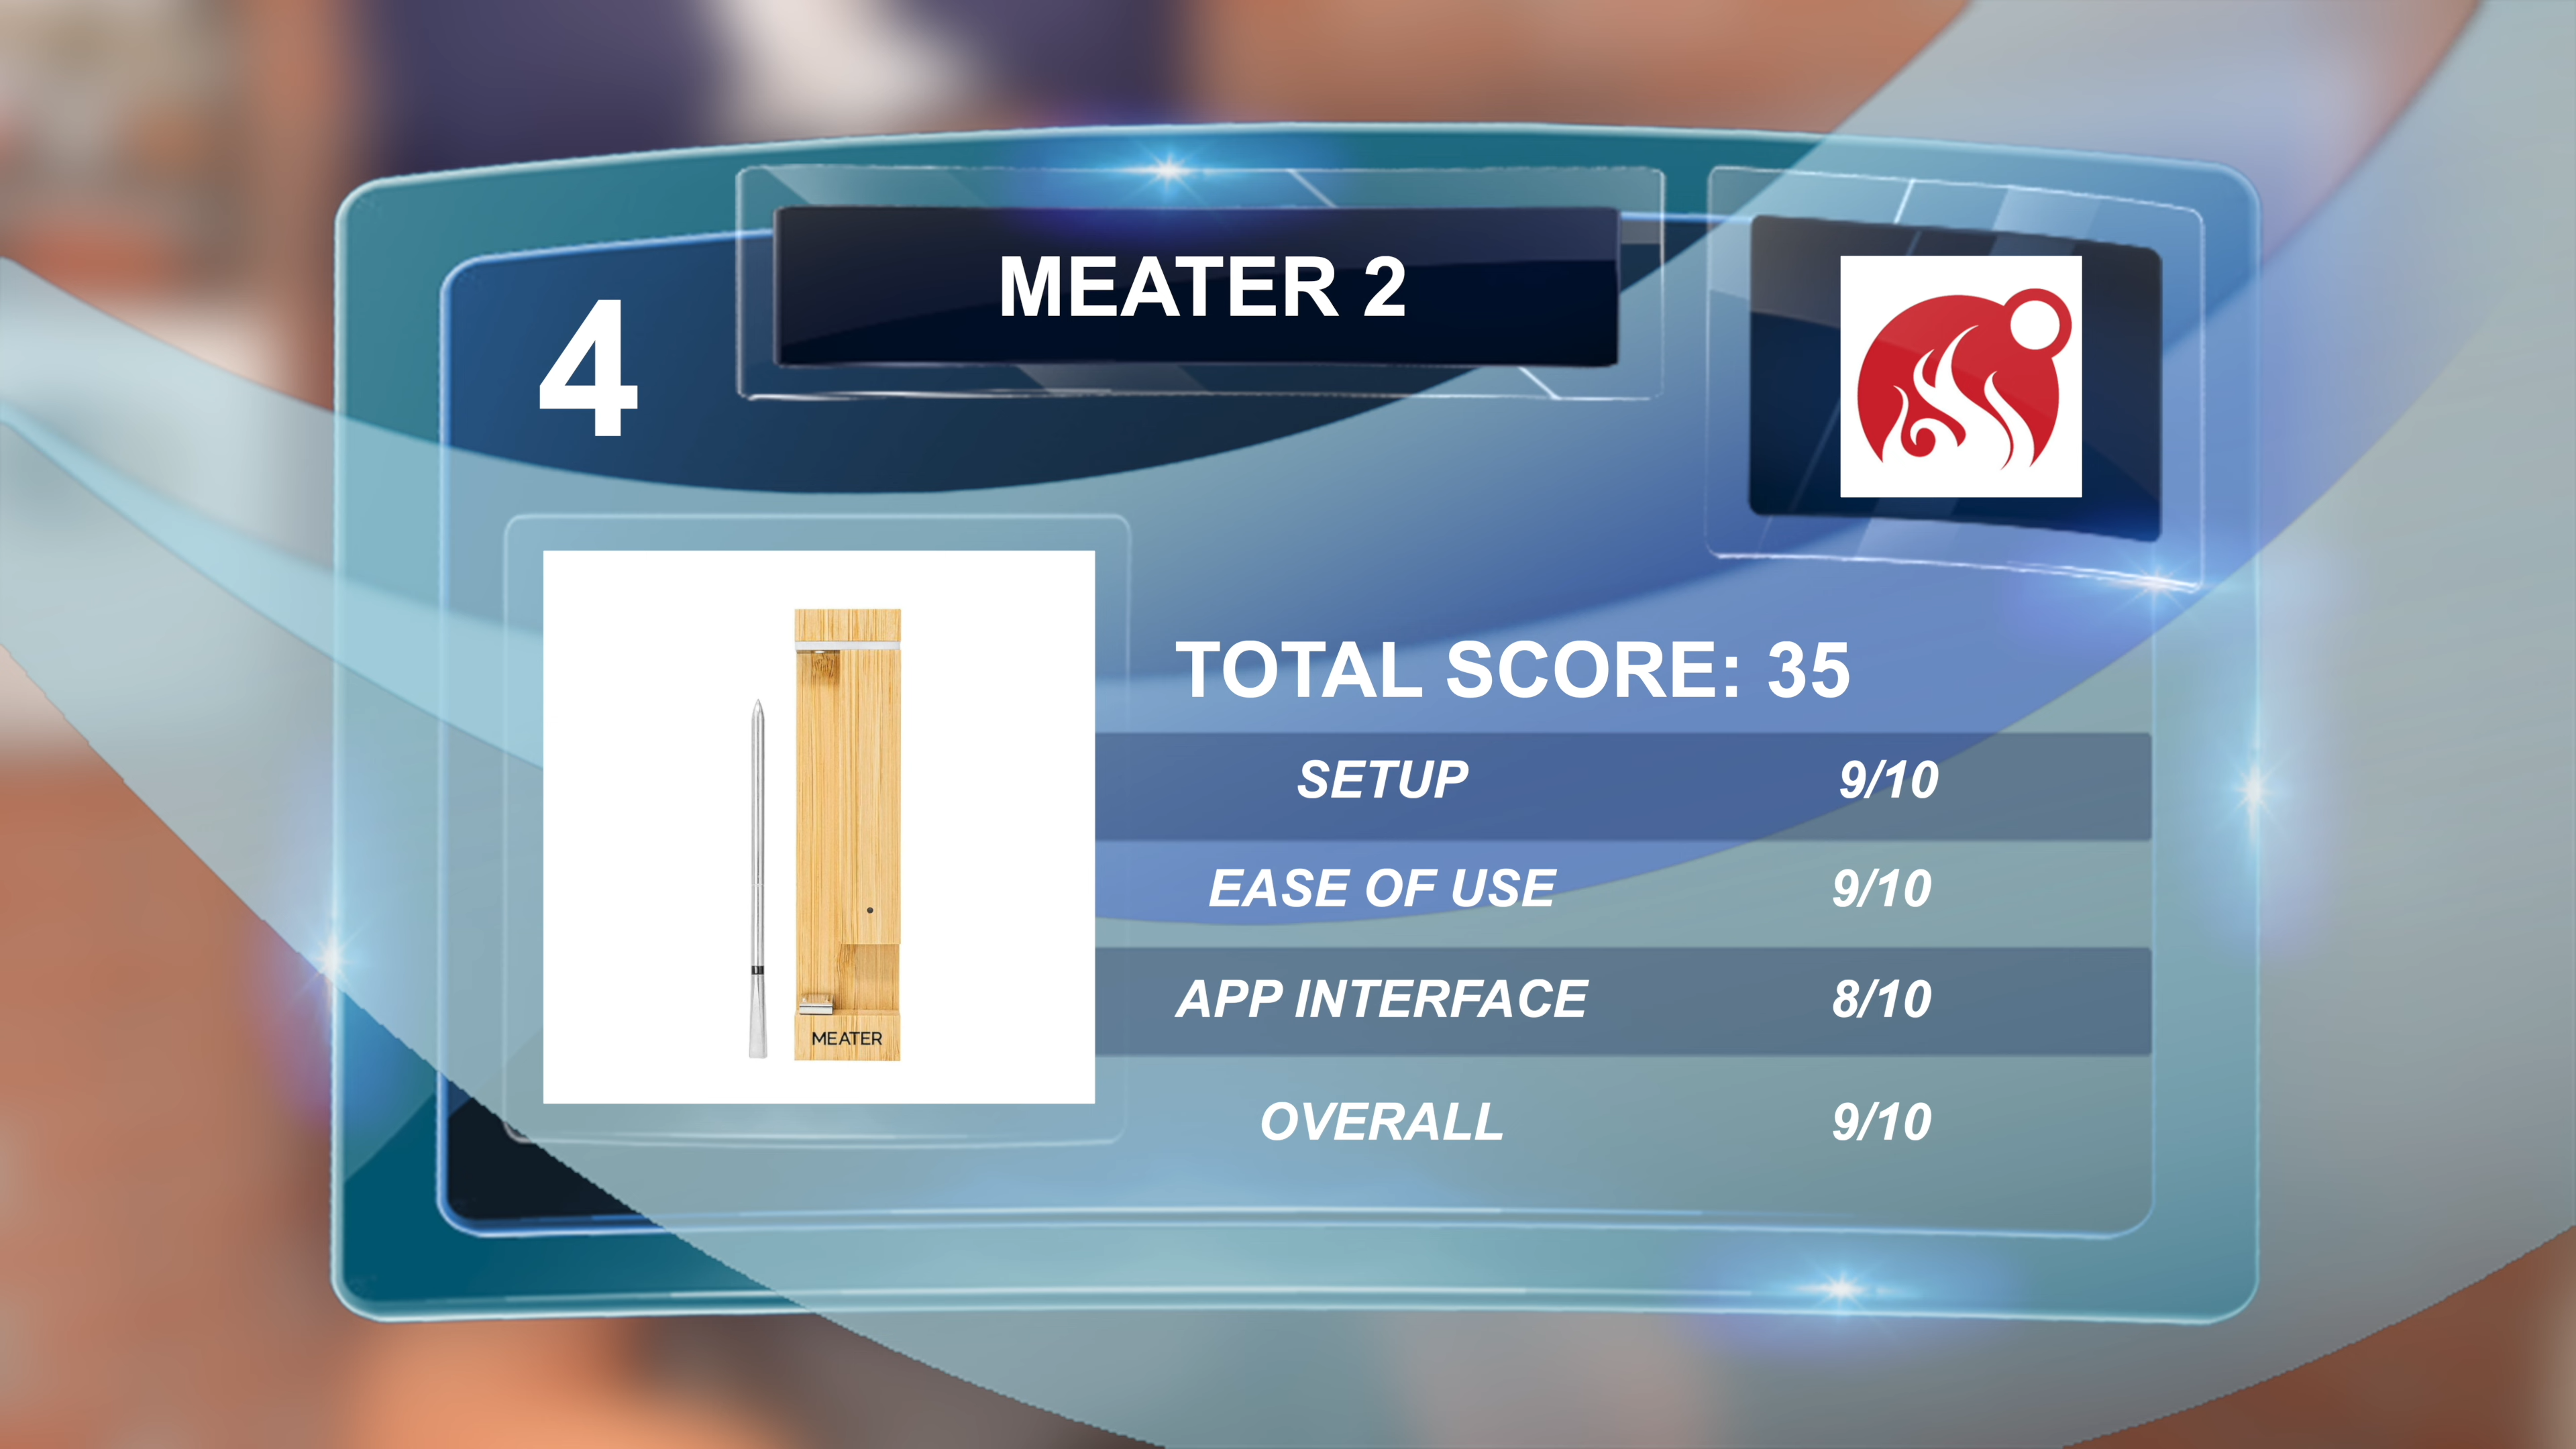 4
MEATER 2
TOTAL SCORE: 35
SETUP 9/10
EASE OF USE 9/10
APP INTERFACE 8/10
OVERALL 9/10
MEATER